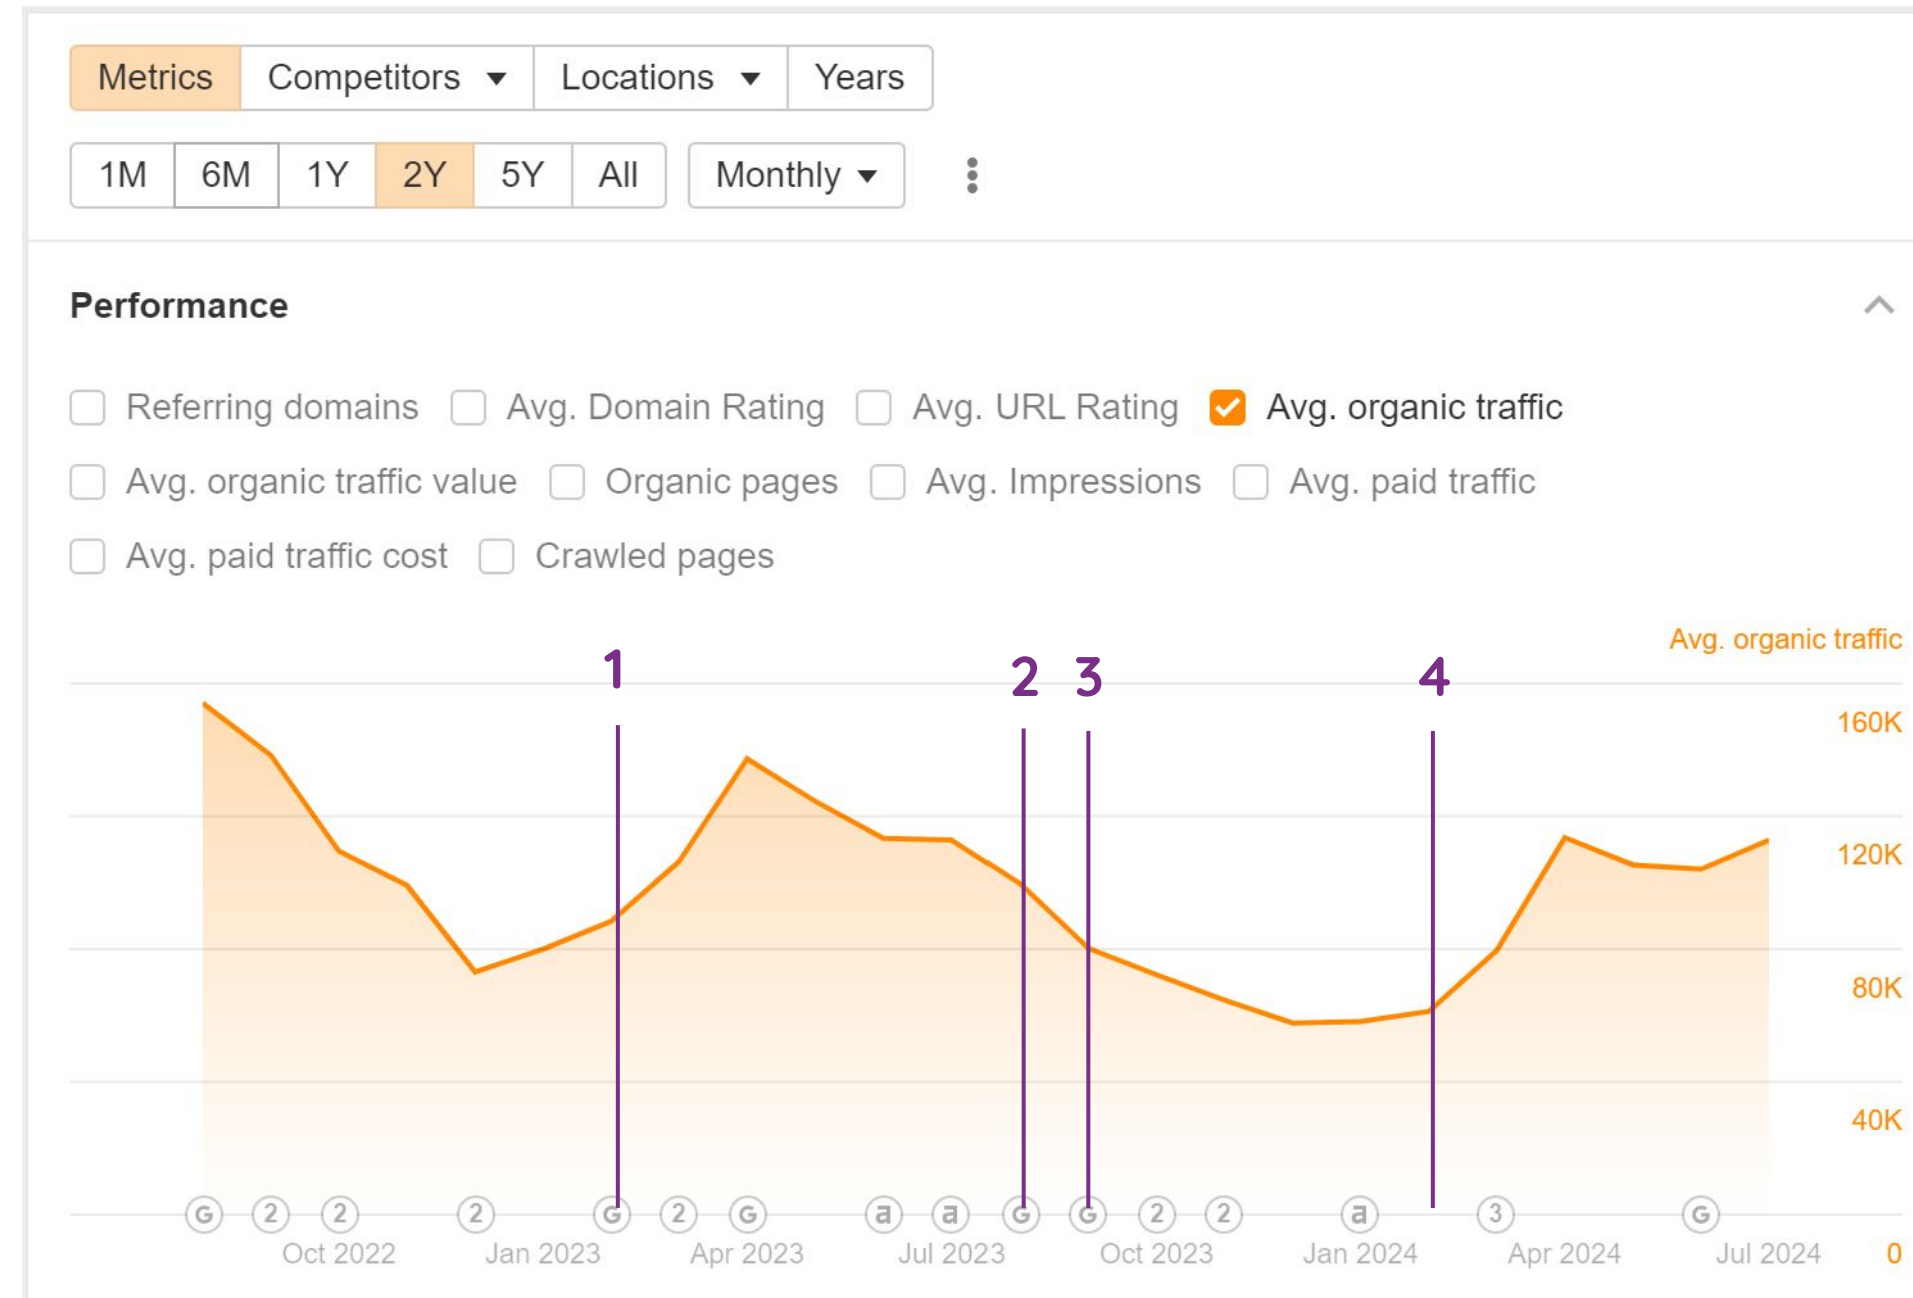 Metrics Competitors Locations Years
1M 6M 1Y 2Y 5Y All Monthly
Performance
Referring domains Avg. Domain Rating Avg. URL Rating Avg. organic traffic
Avg. organic traffic value Organic pages Avg. Impressions Avg. paid traffic
Avg. paid traffic cost Crawled pages
Avg. organic traffic
1 2 3 4
160K
120K
80K
40K
G 2 2 2 G 2 G a a G G 2 2 a 3 G
Oct 2022 Jan 2023 Apr 2023 Jul 2023 Oct 2023 Jan 2024 Apr 2024 Jul 2024 0